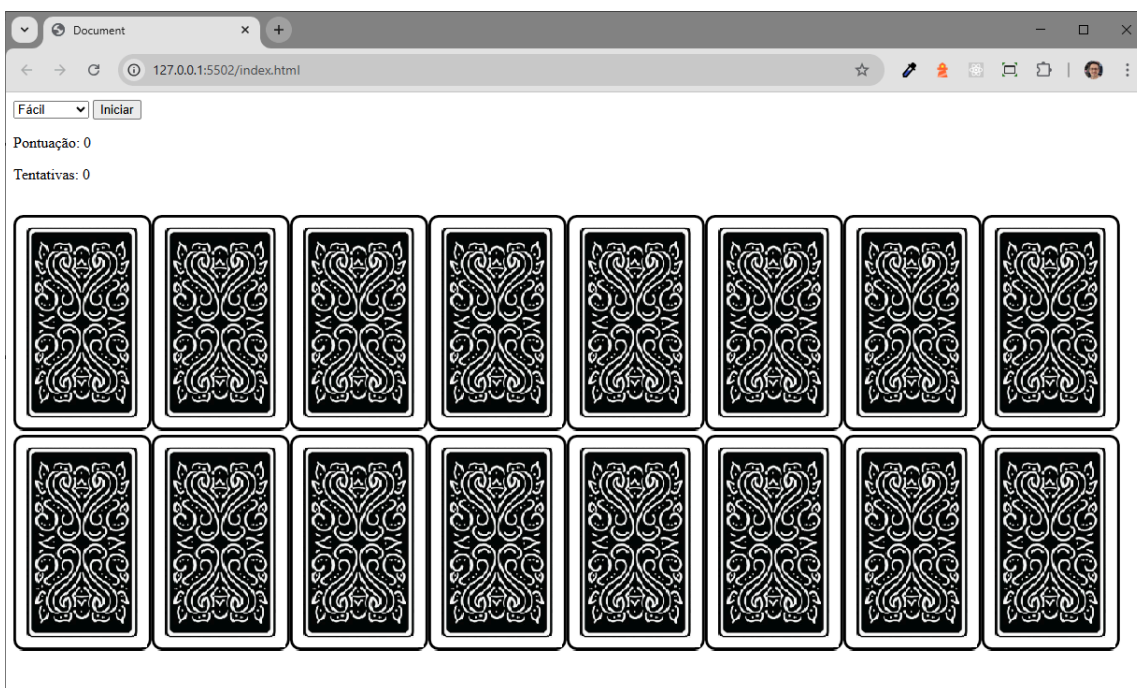 Document
127.0.0.1:5502/index.html
Fácil Iniciar
Pontuação: 0
Tentativas: 0